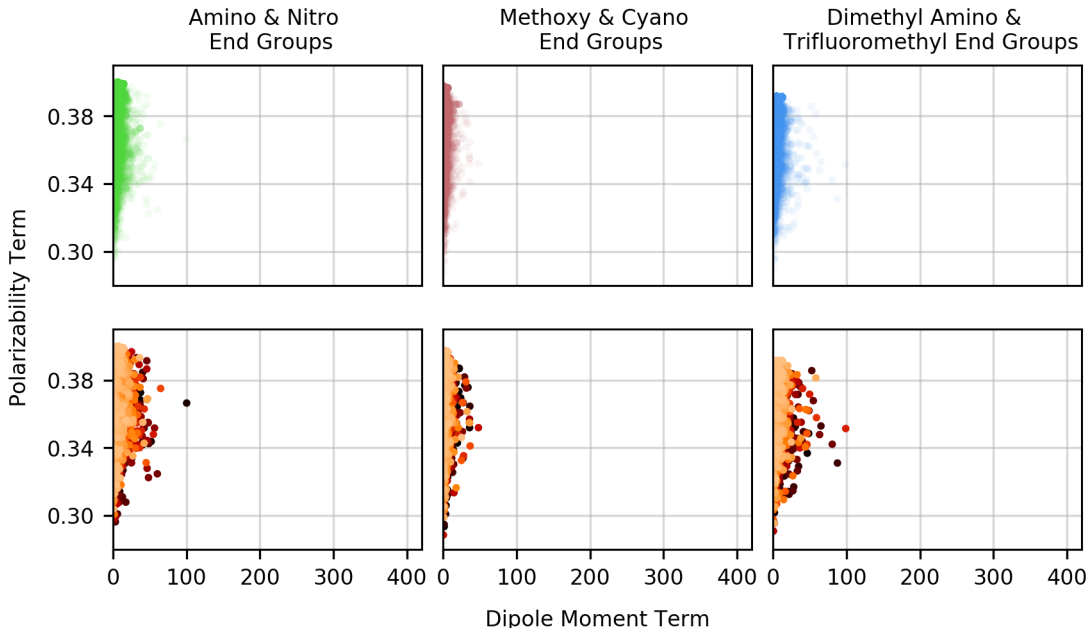 Amino & Nitro
End Groups
Methoxy & Cyano
End Groups
Dimethyl Amino &
Trifluoromethyl End Groups
0.38
0.34
0.30
Polarizability Term
0.38
0.34
0.30
0 100 200 300 400
0 100 200 300 400
0 100 200 300 400
Dipole Moment Term